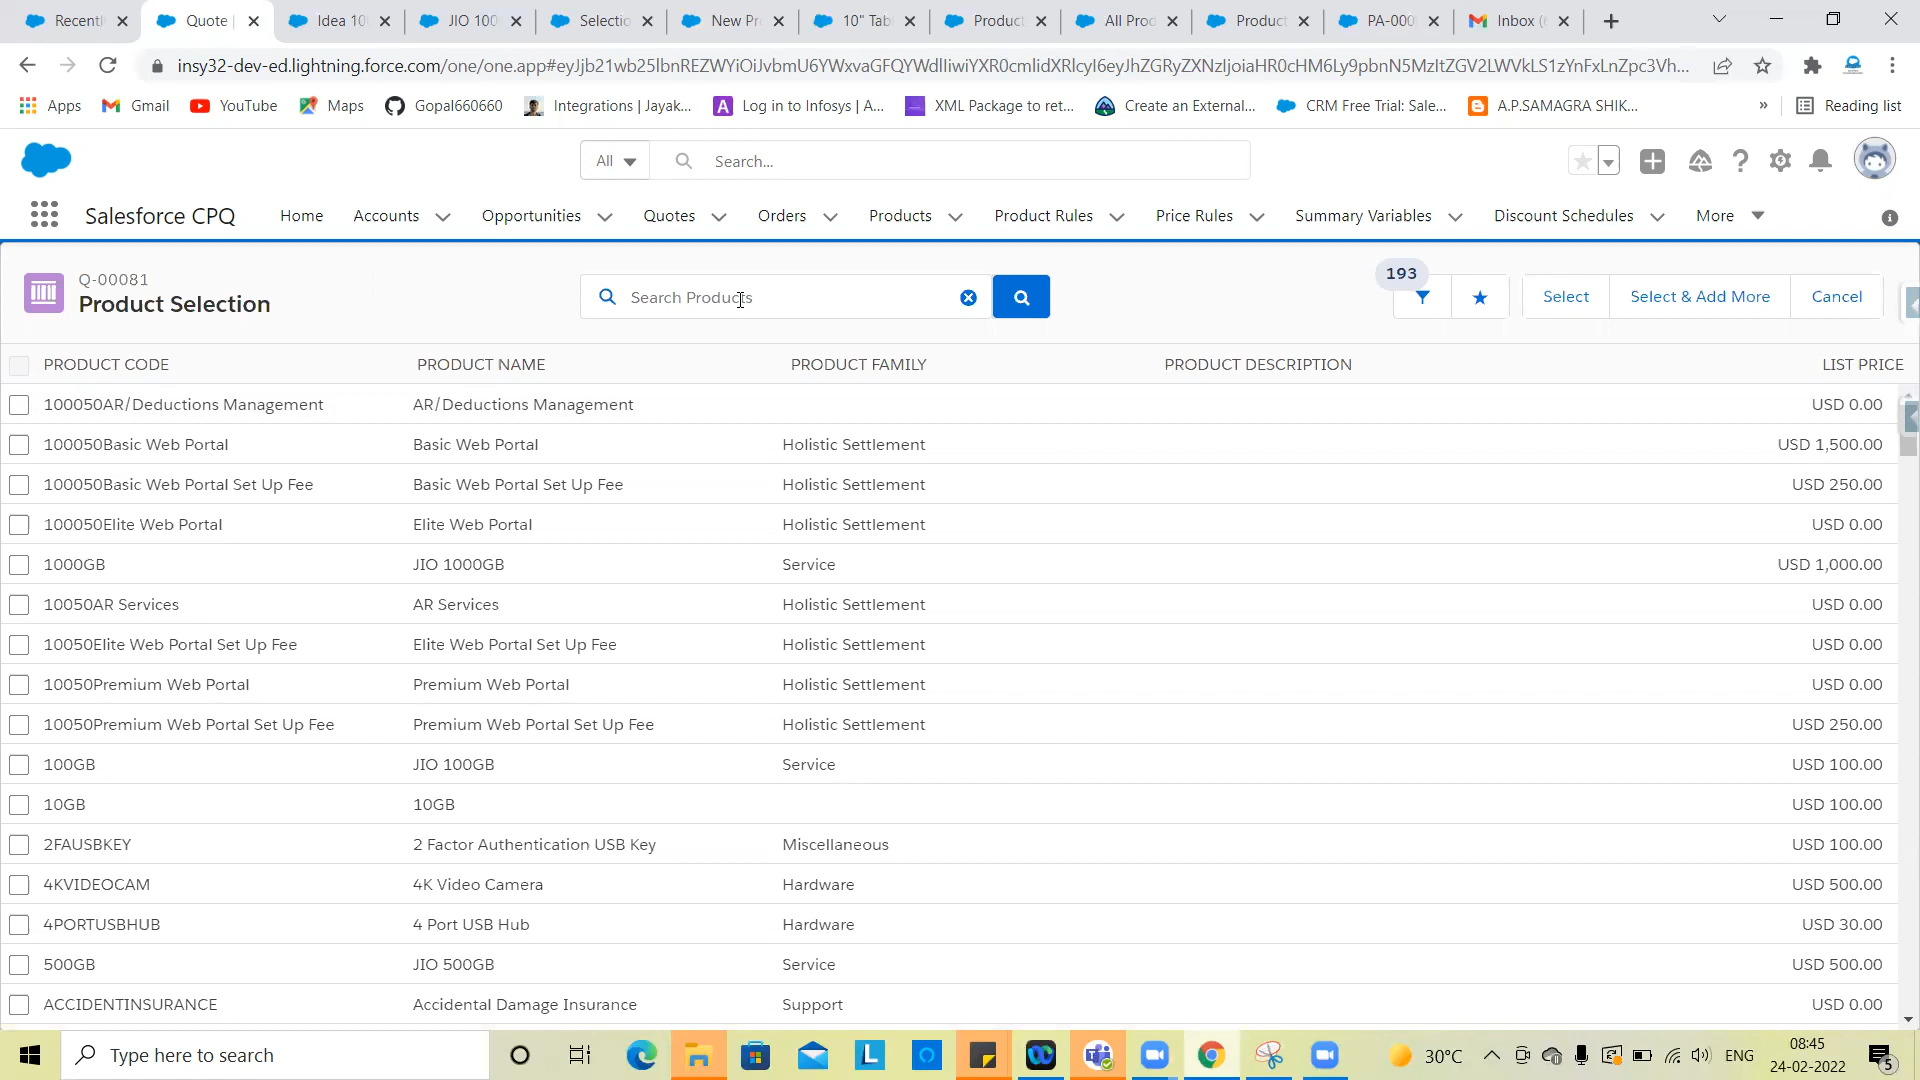 Recent
Quote |
Idea 10
JIO 100
Selectio
New Pr
10" Tab
Product
All Prod
Product
PA-000
Inbox (
insy32-dev-ed.lightning.force.com/one/one.app#eyJjb21wb25lbnREZWYiOiJvbmU6YWxvaGFQYWdlIiwiYXR0cmlidXRlcyI6eyJhZGRyZXNzIjoiaHR0cHM6Ly9pbnN5MzItZGV2LWVkLS1zYnFxLnZpc3Vh...
Apps
Gmail
YouTube
Maps
Gopal660060
Integrations | Jayak...
Log in to Infosys | A...
XML Package to ret...
Create an External...
CRM Free Trial: Sale...
A.P.SAMAGRA SHIK...
»
Reading list
All
Search...
Salesforce CPQ
Home
Accounts
Opportunities
Quotes
Orders
Products
Product Rules
Price Rules
Summary Variables
Discount Schedules
More
Q-00081
Product Selection
Search Products
193
Select
Select & Add More
Cancel
PRODUCT CODE PRODUCT NAME PRODUCT FAMILY PRODUCT DESCRIPTION LIST PRICE
100050AR/Deductions Management AR/Deductions Management USD 0.00
100050Basic Web Portal Basic Web Portal Holistic Settlement USD 1,500.00
100050Basic Web Portal Set Up Fee Basic Web Portal Set Up Fee Holistic Settlement USD 250.00
100050Elite Web Portal Elite Web Portal Holistic Settlement USD 0.00
1000GB JIO 1000GB Service USD 1,000.00
10050AR Services AR Services Holistic Settlement USD 0.00
10050Elite Web Portal Set Up Fee Elite Web Portal Set Up Fee Holistic Settlement USD 0.00
10050Premium Web Portal Premium Web Portal Holistic Settlement USD 0.00
10050Premium Web Portal Set Up Fee Premium Web Portal Set Up Fee Holistic Settlement USD 250.00
100GB JIO 100GB Service USD 100.00
10GB 10GB USD 100.00
2FAUSBKEY 2 Factor Authentication USB Key Miscellaneous USD 100.00
4KVIDEOCAM 4K Video Camera Hardware USD 500.00
4PORTUSBHUB 4 Port USB Hub Hardware USD 30.00
500GB JIO 500GB Service USD 500.00
ACCIDENTINSURANCE Accidental Damage Insurance Support USD 0.00
Type here to search
30°C
ENG
08:45
24-02-2022
5